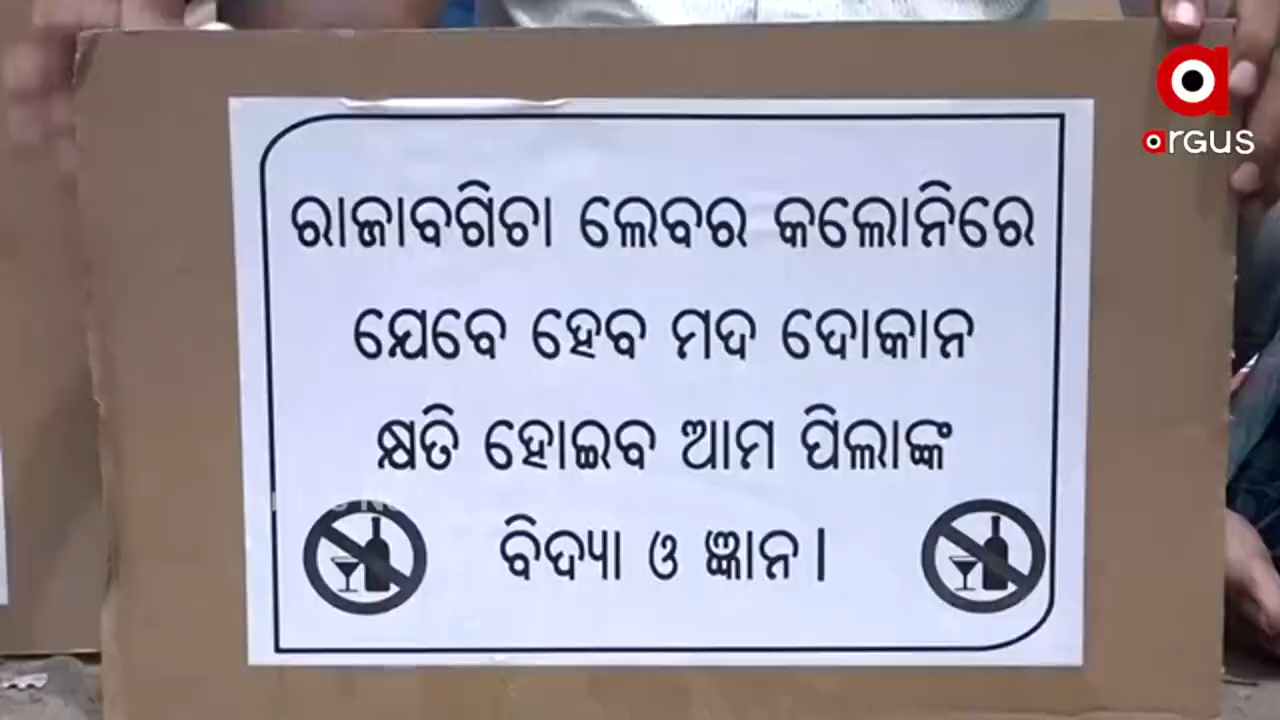 argus
ରାଜାବଗିଚା ଲେବର କଲୋନିରେ
ଯେବେ ହେବ ମଦ ଦୋକାନ
କ୍ଷତି ହୋଇବ ଆମ ପିଲାଙ୍କ
ବିଦ୍ୟା ଓ ଜ୍ଞାନ।